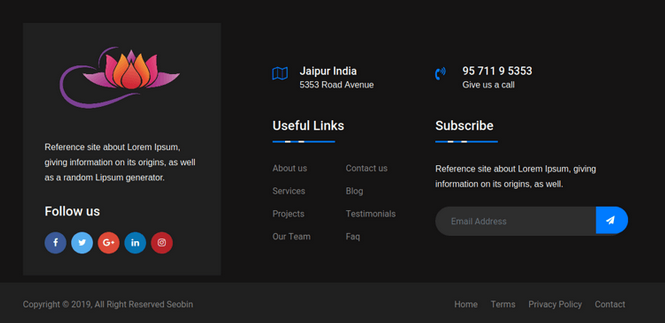 Reference site about Lorem Ipsum,
giving information on its origins, as well
as a random Lipsum generator.
Follow us
f
G+
in
Jaipur India
5353 Road Avenue
95 711 9 5353
Give us a call
Useful Links
About us
Contact us
Services
Blog
Projects
Testimonials
Our Team
Faq
Subscribe
Reference site about Lorem Ipsum, giving
information on its origins, as well.
Email Address
Copyright © 2019, All Right Reserved Seobin
Home Terms Privacy Policy Contact